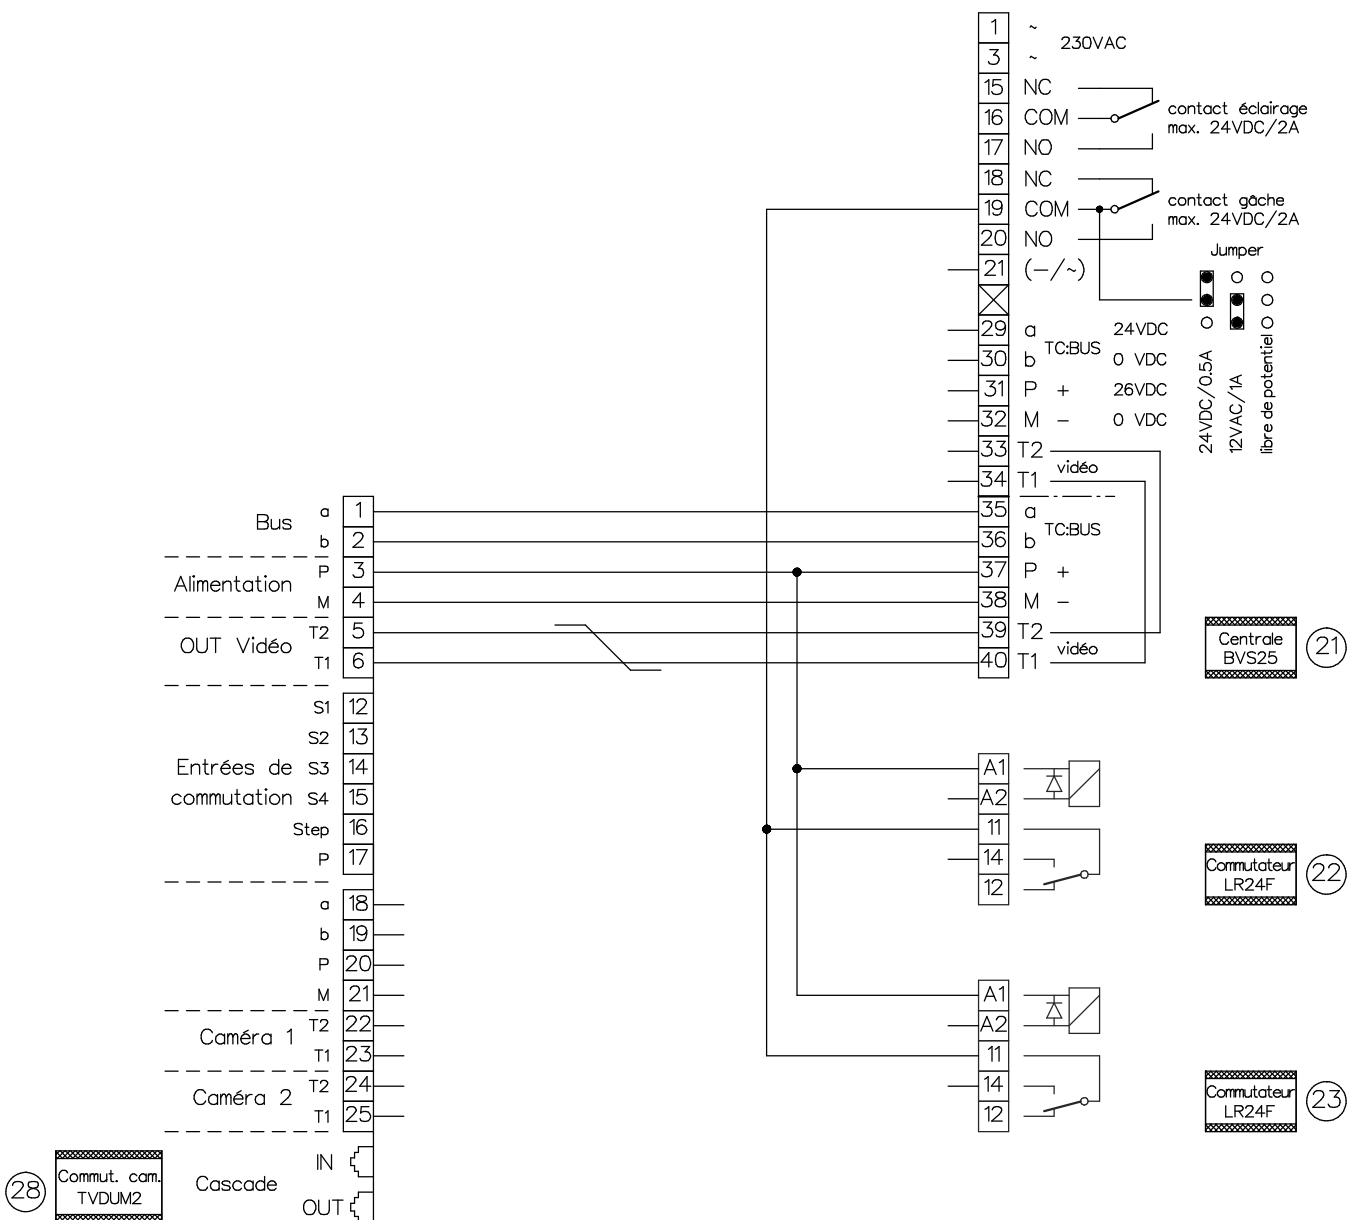 1 ~
230VAC
3 ~
15 NC
16 COM
contact éclairage
max. 24VDC/2A
17 NO
18 NC
19 COM
contact gâche
max. 24VDC/2A
20 NO
Jumper
21 (-/~)
29 a 24VDC
TC:BUS
30 b 0 VDC
31 P + 26VDC
32 M - 0 VDC
24VDC/0.5A
12VAC/1A
libre de potentiel
33 T2
vidéo
34 T1
35 a
TC:BUS
36 b
37 P +
38 M -
39 T2
vidéo
40 T1
Centrale
BVS25
21
Bus
a 1
b 2
Alimentation
P 3
M 4
OUT Vidéo
T2 5
T1 6
S1 12
S2 13
Entrées de S3 14
commutation S4 15
Step 16
P 17
a 18
b 19
P 20
M 21
Caméra 1
T2 22
T1 23
Caméra 2
T2 24
T1 25
IN
Cascade
OUT
28
Commut. cam.
TVDUM2
A1
A2
11
14
12
Commutateur
LR24F
22
A1
A2
11
14
12
Commutateur
LR24F
23